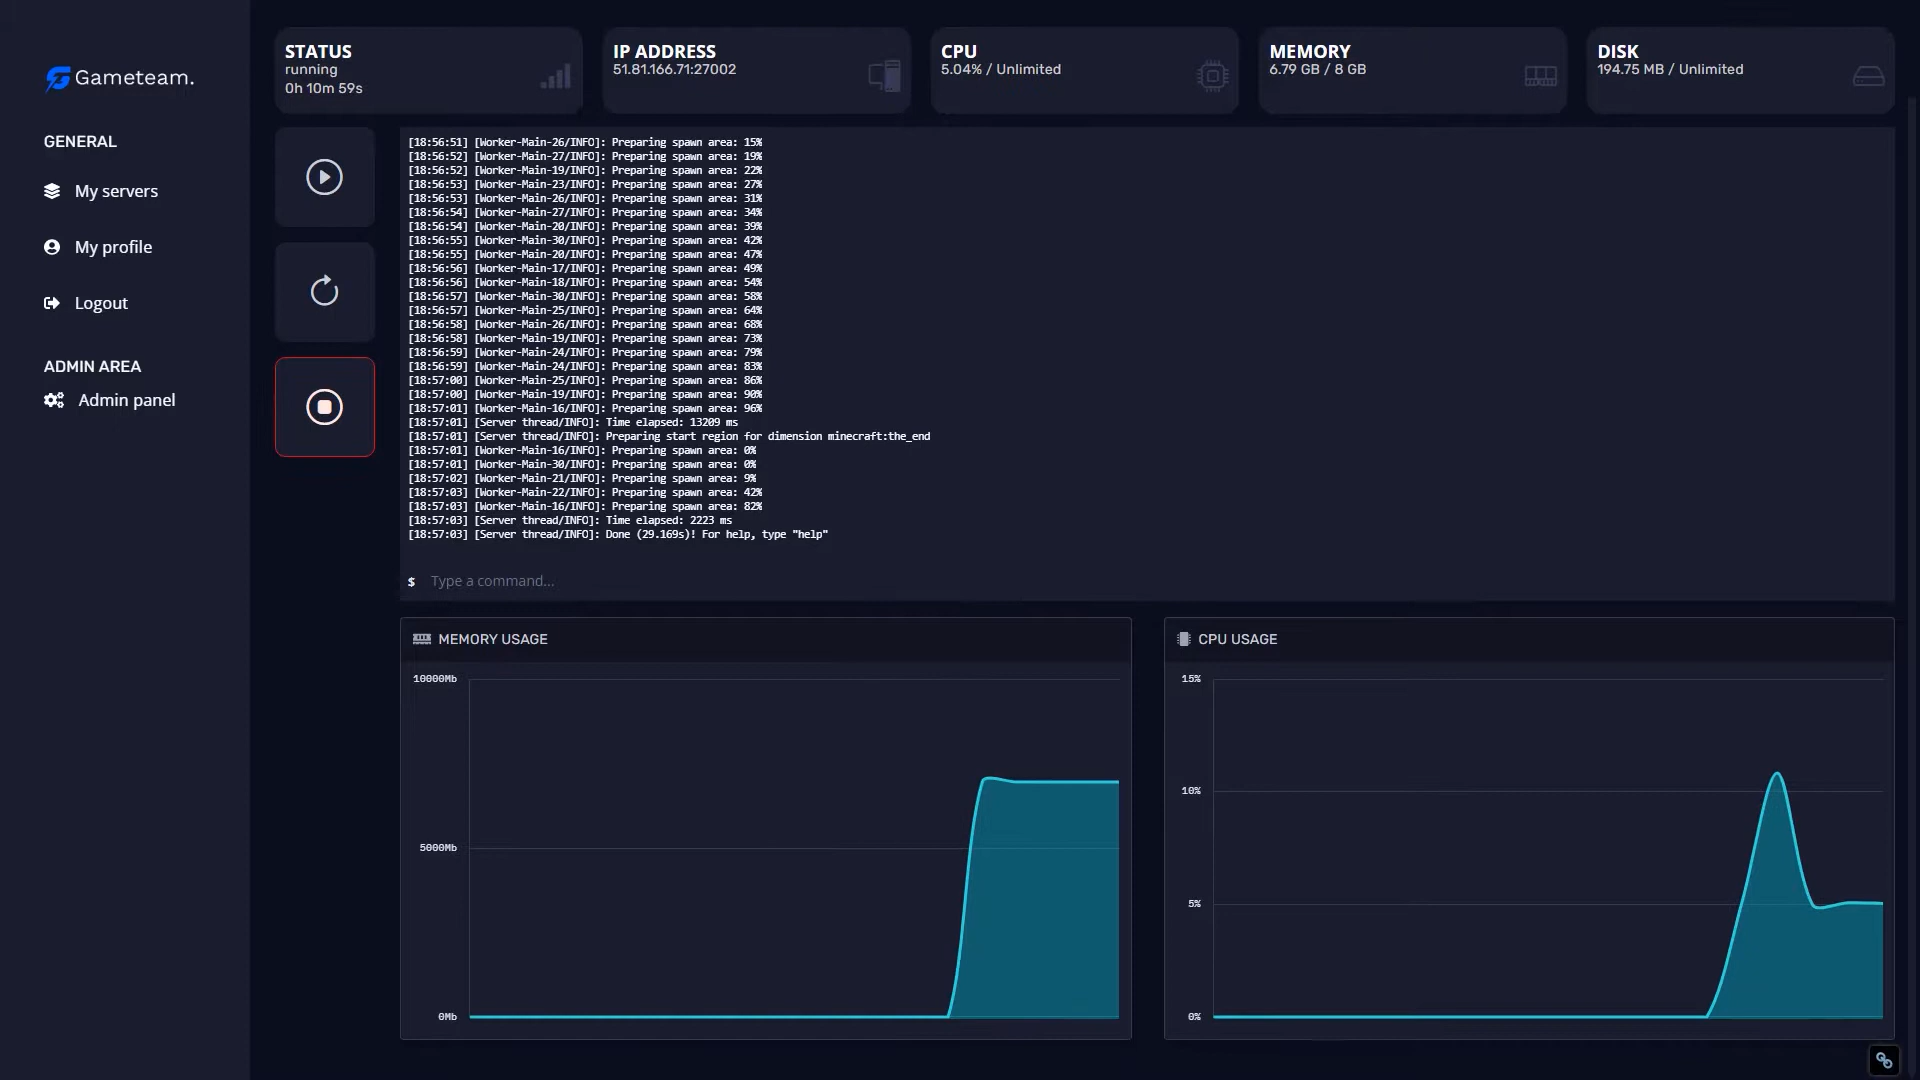 Gameteam.
GENERAL
My servers
My profile
Logout
ADMIN AREA
Admin panel
STATUS
running
0h 10m 59s
IP ADDRESS
51.81.166.71:27002
CPU
5.04% / Unlimited
MEMORY
6.79 GB / 8 GB
DISK
194.75 MB / Unlimited
[18:56:51] [Worker-Main-26/INFO]: Preparing spawn area: 15%
[18:56:52] [Worker-Main-27/INFO]: Preparing spawn area: 19%
[18:56:52] [Worker-Main-19/INFO]: Preparing spawn area: 22%
[18:56:53] [Worker-Main-23/INFO]: Preparing spawn area: 27%
[18:56:53] [Worker-Main-26/INFO]: Preparing spawn area: 31%
[18:56:54] [Worker-Main-27/INFO]: Preparing spawn area: 34%
[18:56:54] [Worker-Main-20/INFO]: Preparing spawn area: 39%
[18:56:55] [Worker-Main-30/INFO]: Preparing spawn area: 42%
[18:56:55] [Worker-Main-20/INFO]: Preparing spawn area: 47%
[18:56:56] [Worker-Main-17/INFO]: Preparing spawn area: 49%
[18:56:56] [Worker-Main-18/INFO]: Preparing spawn area: 54%
[18:56:57] [Worker-Main-30/INFO]: Preparing spawn area: 58%
[18:56:57] [Worker-Main-25/INFO]: Preparing spawn area: 64%
[18:56:58] [Worker-Main-26/INFO]: Preparing spawn area: 68%
[18:56:58] [Worker-Main-19/INFO]: Preparing spawn area: 73%
[18:56:59] [Worker-Main-24/INFO]: Preparing spawn area: 79%
[18:56:59] [Worker-Main-24/INFO]: Preparing spawn area: 83%
[18:57:00] [Worker-Main-25/INFO]: Preparing spawn area: 86%
[18:57:00] [Worker-Main-19/INFO]: Preparing spawn area: 90%
[18:57:01] [Worker-Main-16/INFO]: Preparing spawn area: 96%
[18:57:01] [Server thread/INFO]: Time elapsed: 13209 ms
[18:57:01] [Server thread/INFO]: Preparing start region for dimension minecraft:the_end
[18:57:01] [Worker-Main-16/INFO]: Preparing spawn area: 0%
[18:57:01] [Worker-Main-30/INFO]: Preparing spawn area: 0%
[18:57:02] [Worker-Main-21/INFO]: Preparing spawn area: 9%
[18:57:03] [Worker-Main-22/INFO]: Preparing spawn area: 42%
[18:57:03] [Worker-Main-16/INFO]: Preparing spawn area: 82%
[18:57:03] [Server thread/INFO]: Time elapsed: 2223 ms
[18:57:03] [Server thread/INFO]: Done (29.169s)! For help, type "help"
$ Type a command...
MEMORY USAGE
10000Mb
5000Mb
0Mb
CPU USAGE
15%
10%
5%
0%